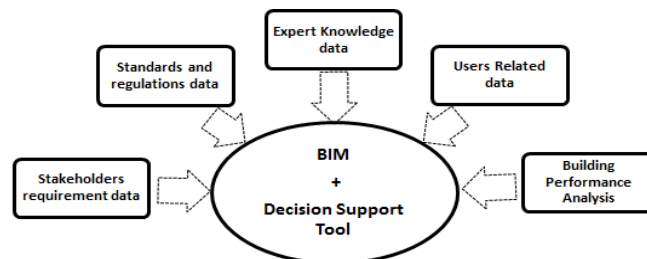 Expert Knowledge
data
Standards and
regulations data
Users Related
data
Stakeholders
requirement data
BIM
+
Decision Support
Tool
Building
Performance
Analysis